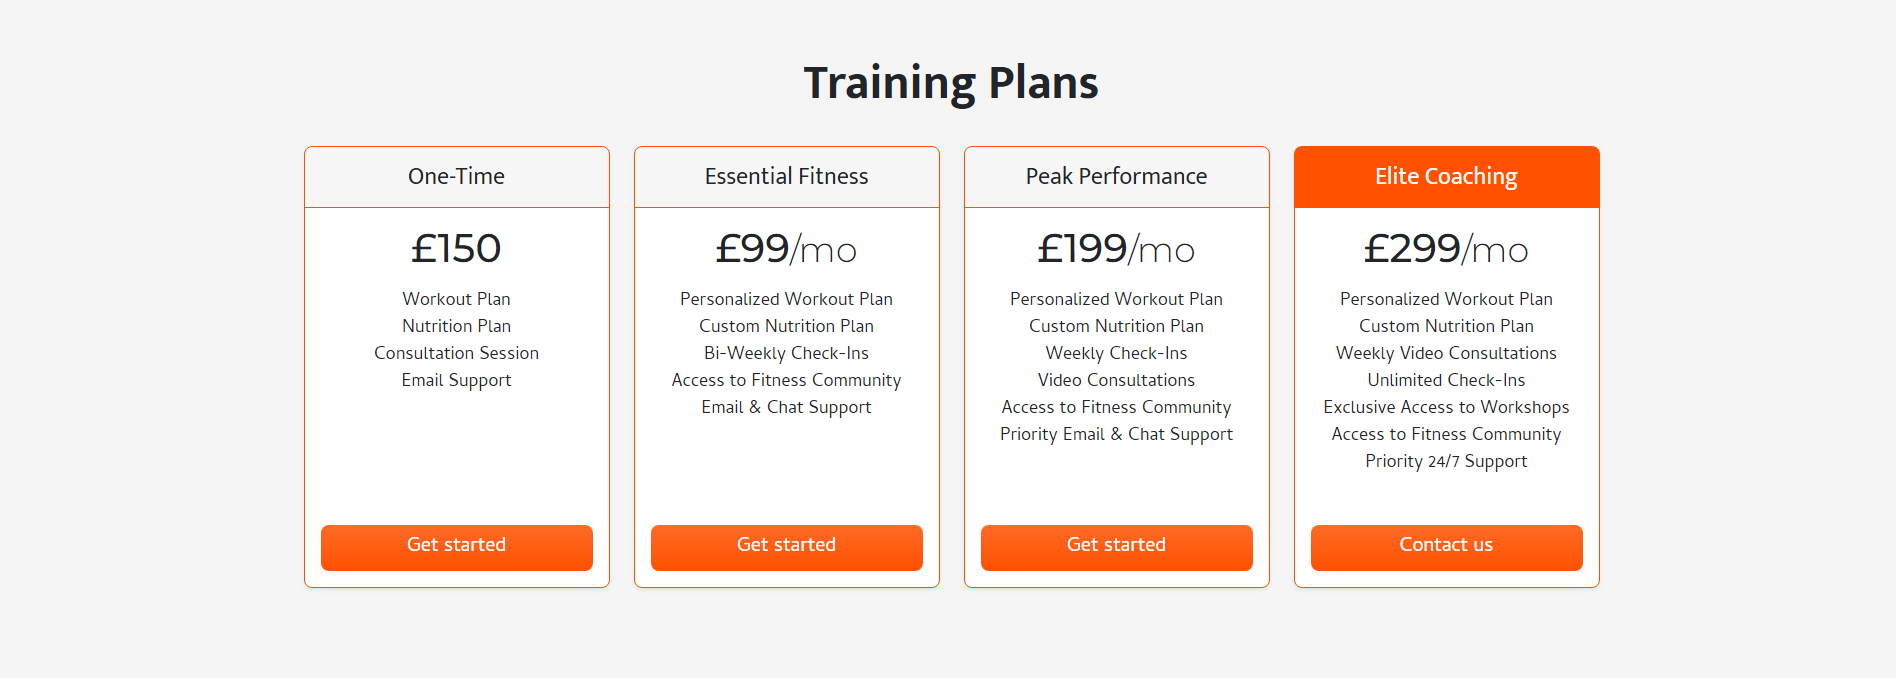 Training Plans
One-Time
£150
Workout Plan
Nutrition Plan
Consultation Session
Email Support
Get started
Essential Fitness
£99/mo
Personalized Workout Plan
Custom Nutrition Plan
Bi-Weekly Check-Ins
Access to Fitness Community
Email & Chat Support
Get started
Peak Performance
£199/mo
Personalized Workout Plan
Custom Nutrition Plan
Weekly Check-Ins
Video Consultations
Access to Fitness Community
Priority Email & Chat Support
Get started
Elite Coaching
£299/mo
Personalized Workout Plan
Custom Nutrition Plan
Weekly Video Consultations
Unlimited Check-Ins
Exclusive Access to Workshops
Access to Fitness Community
Priority 24/7 Support
Contact us